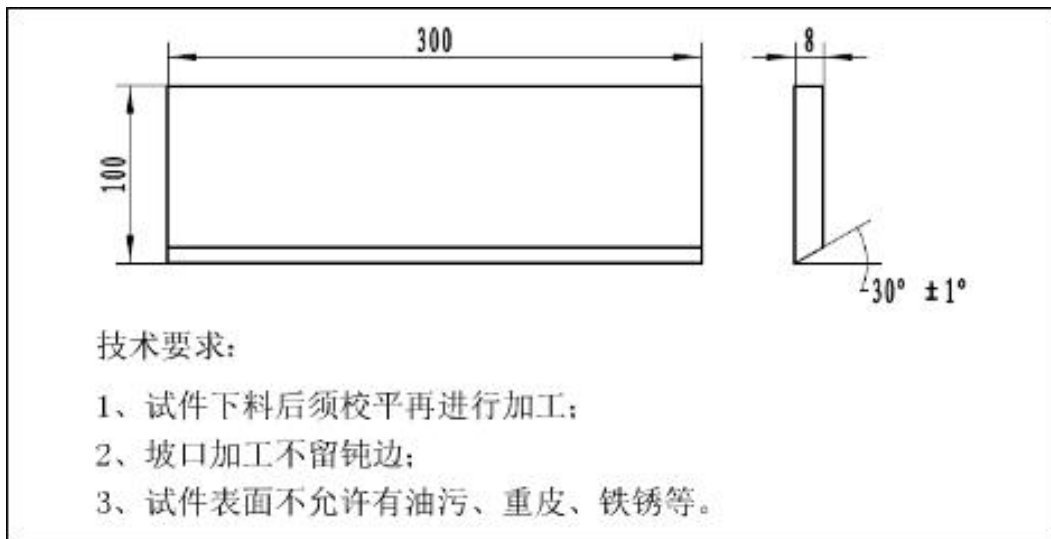 300
8
100
30° ±1°
技术要求：
1、试件下料后须校平再进行加工；
2、坡口加工不留钝边；
3、试件表面不允许有油污、重皮、铁锈等。